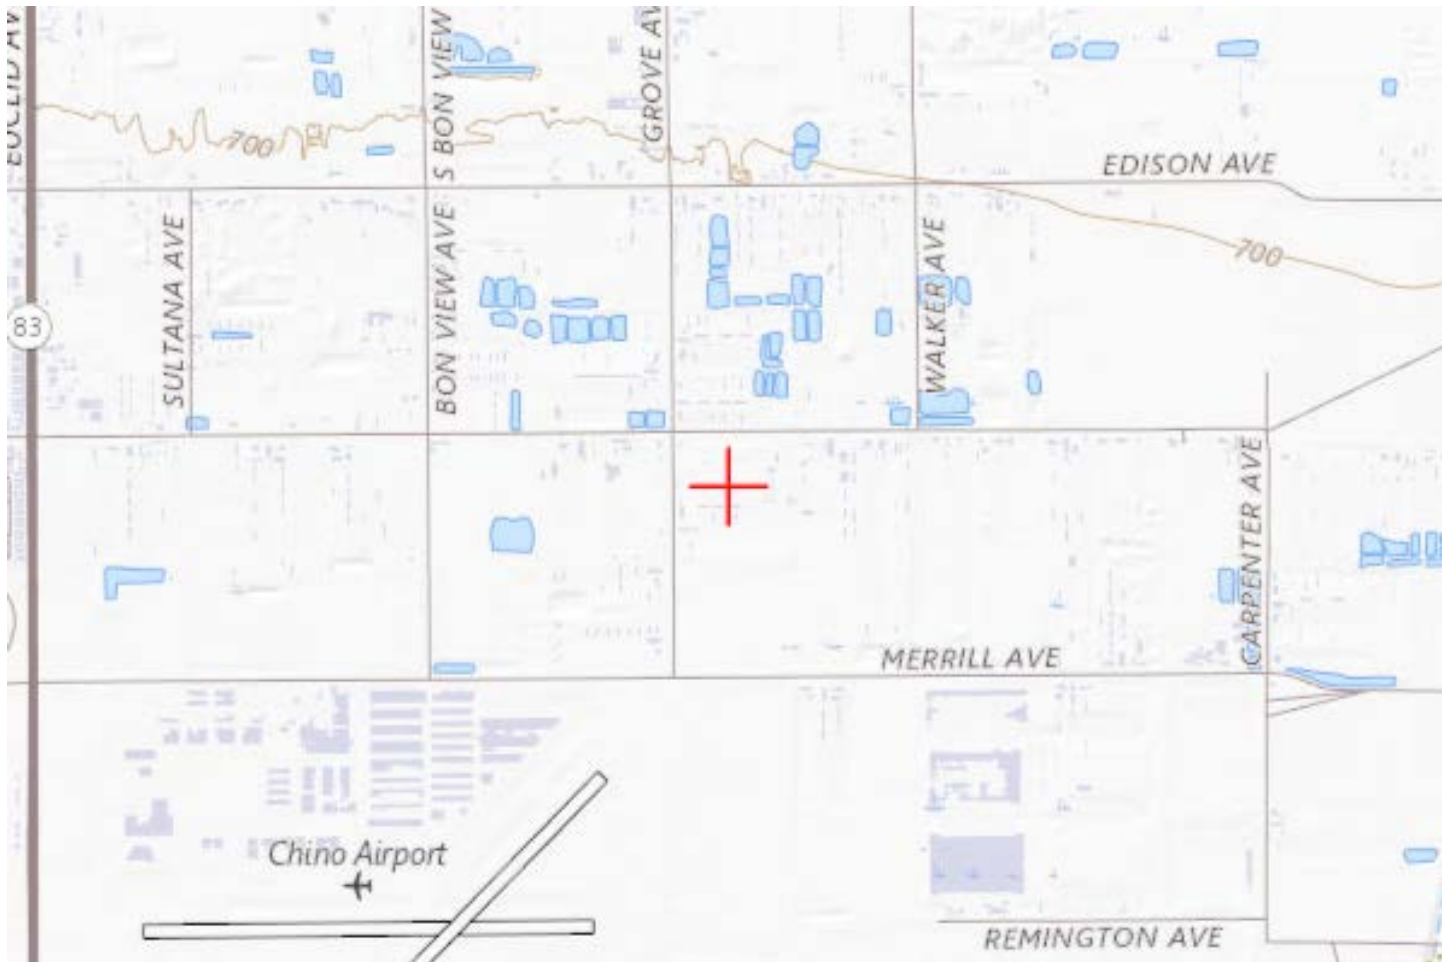 EUCLID AV
S BON VIEW
GROVE AV
700
EDISON AVE
SULTANA AVE
BON VIEW AVE
WALKER AVE
700
83
CARPENTER AVE
MERRILL AVE
Chino Airport
REMINGTON AVE